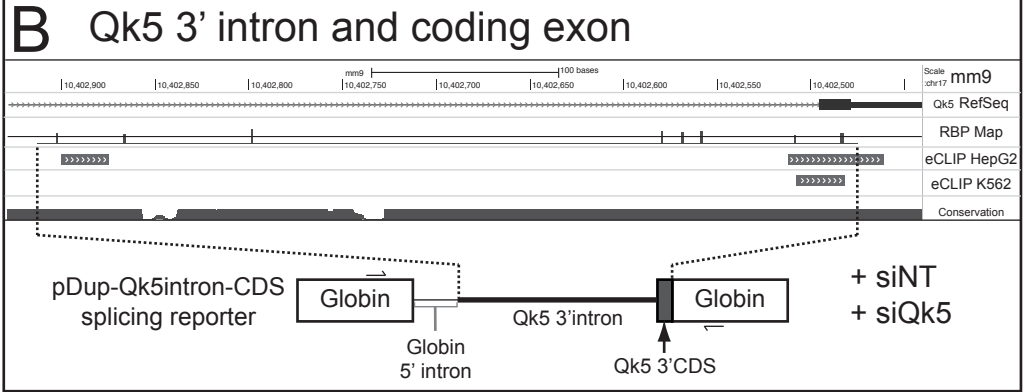 B Qk5 3' intron and coding exon
mm9 100 bases Scale mm9
10,402,900 10,402,850 10,402,800 10,402,750 10,402,700 10,402,650 10,402,600 10,402,550 10,402,500 :chr17
Qk5 RefSeq
RBP Map
eCLIP HepG2
eCLIP K562
Conservation
pDup-Qk5intron-CDS
splicing reporter
Globin
Globin
5' intron
Qk5 3'intron
Globin
Qk5 3'CDS
+ siNT
+ siQk5